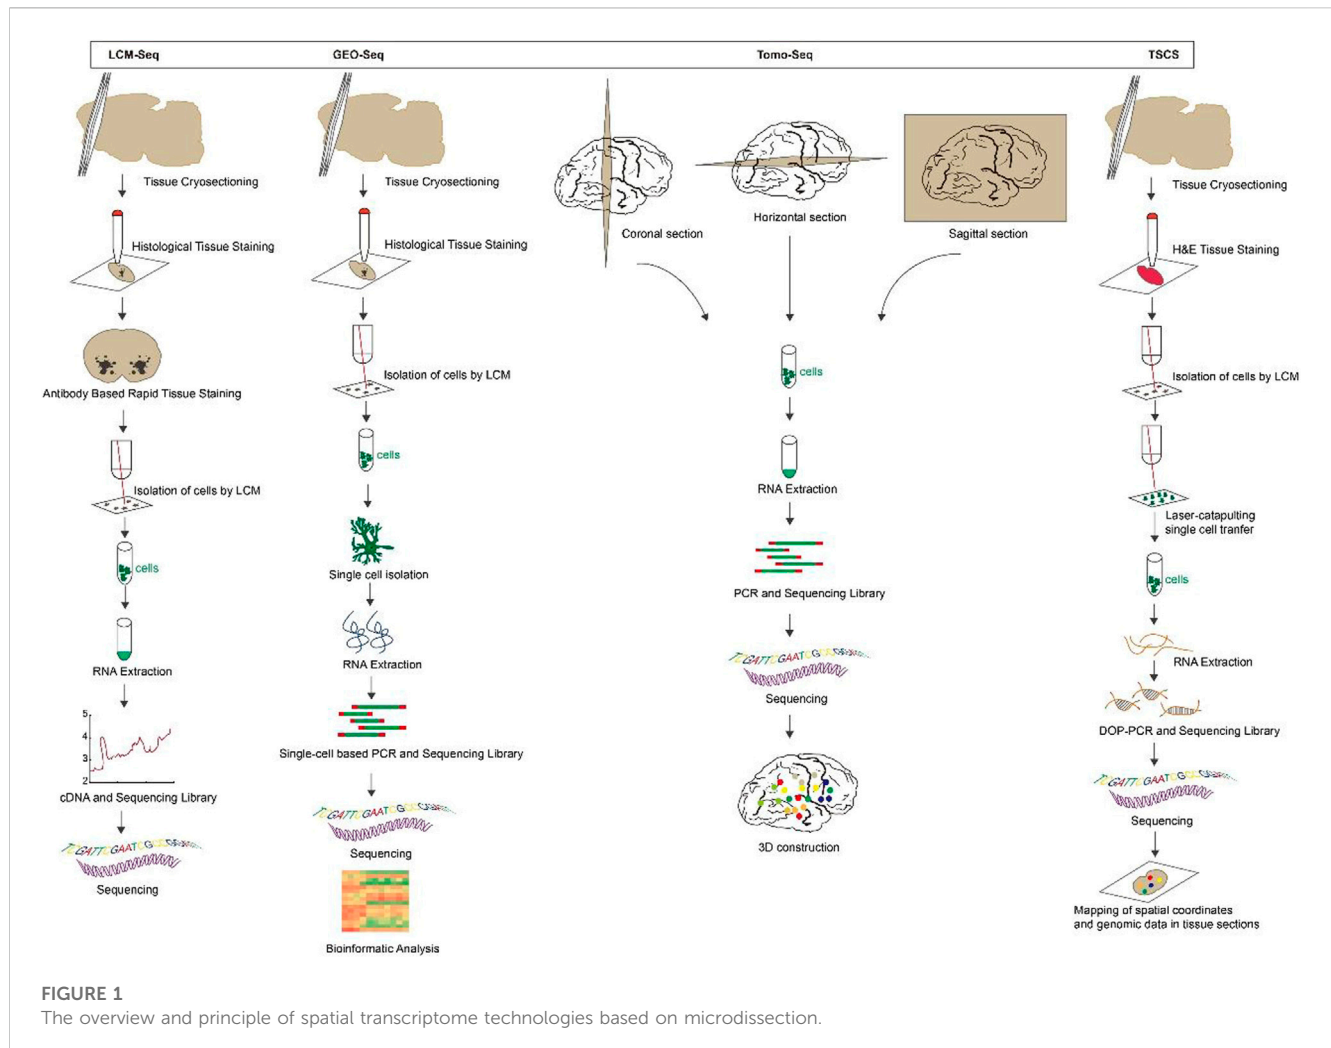 LCM-Seq
GEO-Seq
Tomo-Seq
TSCS
Tissue Cryosectioning
Histological Tissue Staining
Antibody Based Rapid Tissue Staining
Isolation of cells by LCM
cells
RNA Extraction
5
4
3
2
cDNA and Sequencing Library
Sequencing
Tissue Cryosectioning
Histological Tissue Staining
Isolation of cells by LCM
cells
Single cell isolation
RNA Extraction
Single-cell based PCR and Sequencing Library
Sequencing
Bioinformatic Analysis
Coronal section
Horizontal section
Sagittal section
cells
RNA Extraction
PCR and Sequencing Library
Sequencing
3D construction
Tissue Cryosectioning
H&E Tissue Staining
Isolation of cells by LCM
Laser-catapulting
single cell tranfer
cells
RNA Extraction
DOP-PCR and Sequencing Library
Sequencing
Mapping of spatial coordinates
and genomic data in tissue sections
FIGURE 1
The overview and principle of spatial transcriptome technologies based on microdissection.